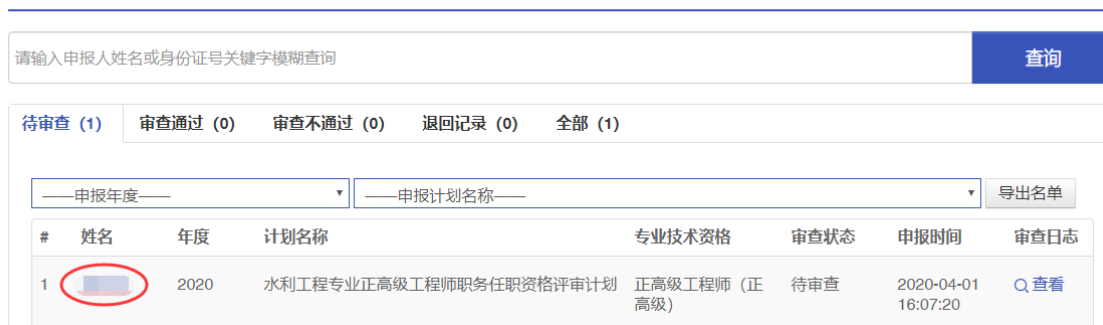 请输入申报人姓名或身份证号关键字模糊查询 查询
待审查 (1) 审查通过 (0) 审查不通过 (0) 退回记录 (0) 全部 (1)
——申报年度—— ——申报计划名称—— 导出名单
# 姓名 年度 计划名称 专业技术资格 审查状态 申报时间 审查日志
1 2020 水利工程专业正高级工程师职务任职资格评审计划 正高级工程师（正 待审查 2020-04-01 查看
高级） 16:07:20